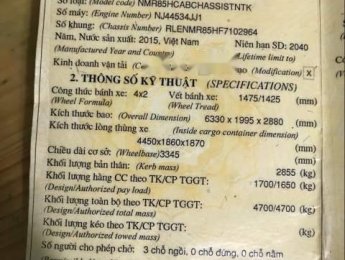 Số loại: (Model code) NMR85HCABCHASSISTNTK
Số máy: (Engine Number) NJ44534JJ1
Số khung: (Chassis Number) RLENMR85HF7102964
Năm, Nước sản xuất: 2015, Việt Nam Niên hạn SD: 2040
(Manufactured Year and Country)
Kinh doanh vận tải (Modification) X
2. THÔNG SỐ KỸ THUẬT (SPECIFICATIONS)
Công thức bánh xe: 4x2 Vết bánh xe: 1475/1425 (mm)
(Wheel Formula) (Wheel Tread)
Kích thước bao: (Overall Dimension) 6330 x 1995 x 2880 (mm)
Kích thước lòng thùng xe (Inside cargo container dimension)
4450x1860x1870 (mm)
Chiều dài cơ sở: (Wheelbase) 3345 (mm)
Khối lượng bản thân: (Kerb mass) 2855 (kg)
Khối lượng hàng CC theo TK/CP TGGT: 1700/1650 (kg)
(Design/Authorized pay load)
Khối lượng toàn bộ theo TK/CP TGGT: 4700/4700 (kg)
(Design/Authorized total mass)
Khối lượng kéo theo TK/CP TGGT: (kg)
(Design/Authorized towed mass)
Số người cho phép chở: 3 chỗ ngồi, 0 chỗ đứng, 0 chỗ nằm